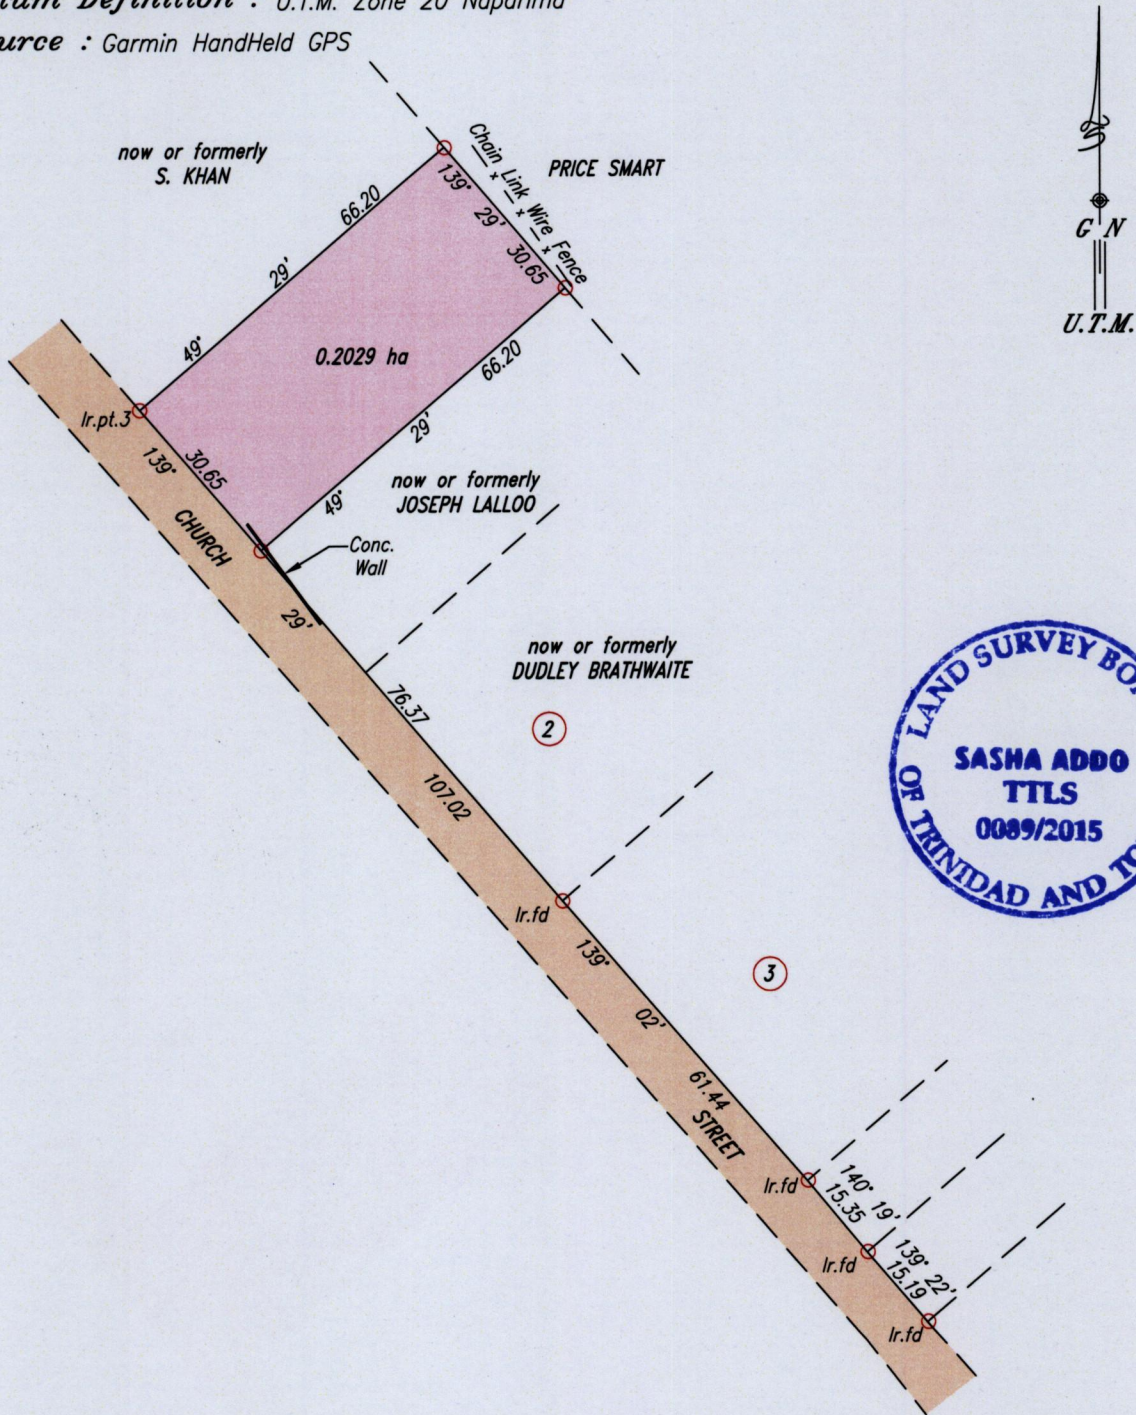 Definition : U.T.M. Zone 20 Naparima
: Garmin HandHeld GPS
now or formerly
S. KHAN
PRICE SMART
Chain Link Wire Fence
139° 29' 30.65
49° 29' 66.20
0.2029 ha
49° 29' 66.20
Ir.pt.3
139° 29'
30.65
CHURCH
now or formerly
JOSEPH LALLOO
Conc.
Wall
now or formerly
DUDLEY BRATHWAITE
2
76.37
107.02
Ir.fd
139° 02' 61.44
3
STREET
Ir.fd
140° 19'
15.35
Ir.fd
139° 22'
15.19
Ir.fd
G N
U.T.M.
LAND SURVEY
OF TRINIDAD AND
SASHA ADDO
TTLS
0089/2015